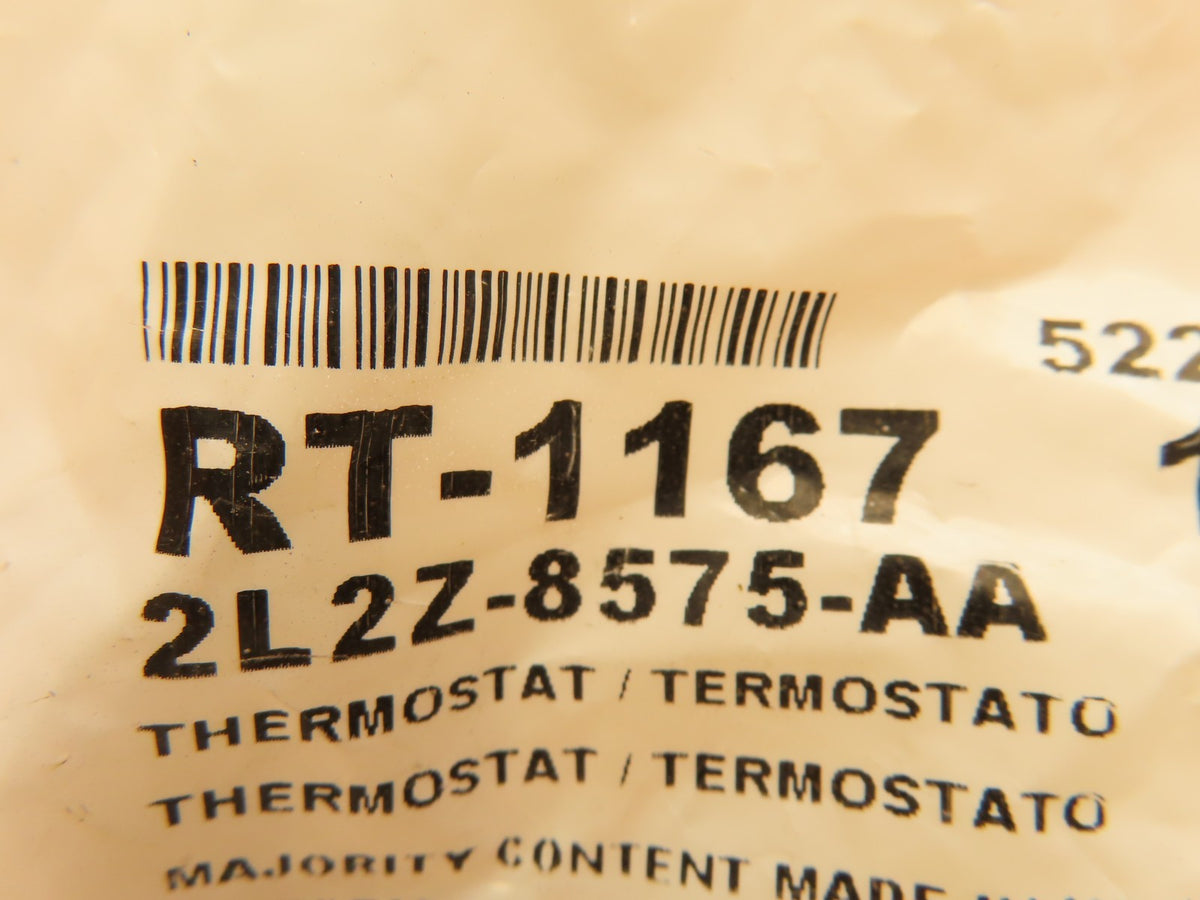 522
RT-1167
2L2Z-8575-AA
THERMOSTAT / TERMOSTATO
THERMOSTAT / TERMOSTATO
MAJORITY CONTENT MADE